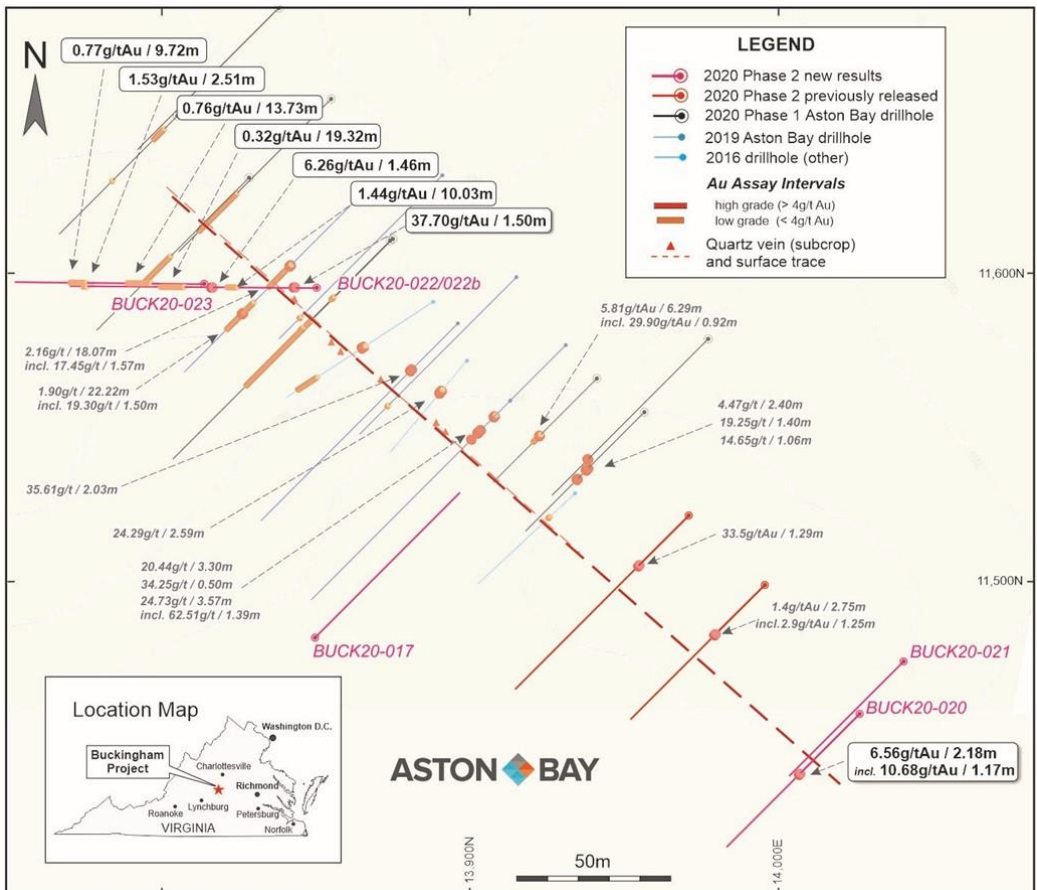 N
0.77g/tAu / 9.72m
1.53g/tAu / 2.51m
0.76g/tAu / 13.73m
0.32g/tAu / 19.32m
6.26g/tAu / 1.46m
1.44g/tAu / 10.03m
37.70g/tAu / 1.50m
LEGEND
2020 Phase 2 new results
2020 Phase 2 previously released
2020 Phase 1 Aston Bay drillhole
2019 Aston Bay drillhole
2016 drillhole (other)
Au Assay Intervals
high grade (> 4g/t Au)
low grade (< 4g/t Au)
Quartz vein (subcrop)
and surface trace
11,600N
BUCK20-023
BUCK20-022/022b
5.81g/tAu / 6.29m
incl. 29.90g/tAu / 0.92m
2.16g/t / 18.07m
incl. 17.45g/t / 1.57m
1.90g/t / 22.22m
incl. 19.30g/t / 1.50m
4.47g/t / 2.40m
19.25g/t / 1.40m
14.65g/t / 1.06m
35.61g/t / 2.03m
24.29g/t / 2.59m
33.5g/tAu / 1.29m
20.44g/t / 3.30m
34.25g/t / 0.50m
24.73g/t / 3.57m
incl. 62.51g/t / 1.39m
11,500N
1.4g/tAu / 2.75m
incl.2.9g/tAu / 1.25m
BUCK20-017
BUCK20-021
BUCK20-020
6.56g/tAu / 2.18m
incl. 10.68g/tAu / 1.17m
Location Map
Washington D.C.
Buckingham
Project
Charlottesville
Richmond
Lynchburg
Roanoke
Petersburg
VIRGINIA
Norfolk
ASTON BAY
50m
13,900N
14,000E